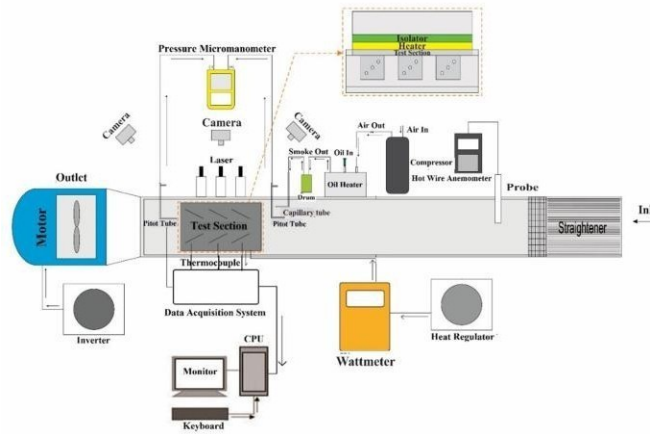 Isolator
Heater
Test Section
Pressure Micromanometer
Camera
Camera
Camera
Air Out
Air In
Smoke Out
Oil In
Laser
Compressor
Hot Wire Anemometer
Outlet
Oil Heater
Drum
Probe
Motor
Pitot Tube
Test Section
Capillary tube
Pitot Tube
Straightener
Inl
Thermocouple
Data Acquisition System
Inverter
CPU
Monitor
Wattmeter
Heat Regulator
Keyboard